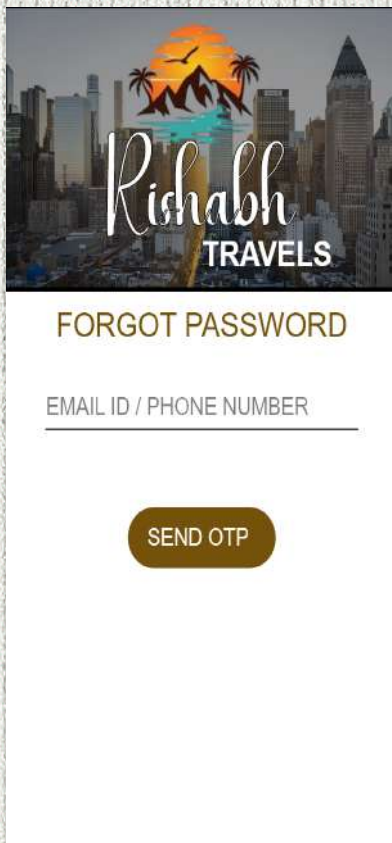 Rishabh
TRAVELS
FORGOT PASSWORD
EMAIL ID / PHONE NUMBER
SEND OTP